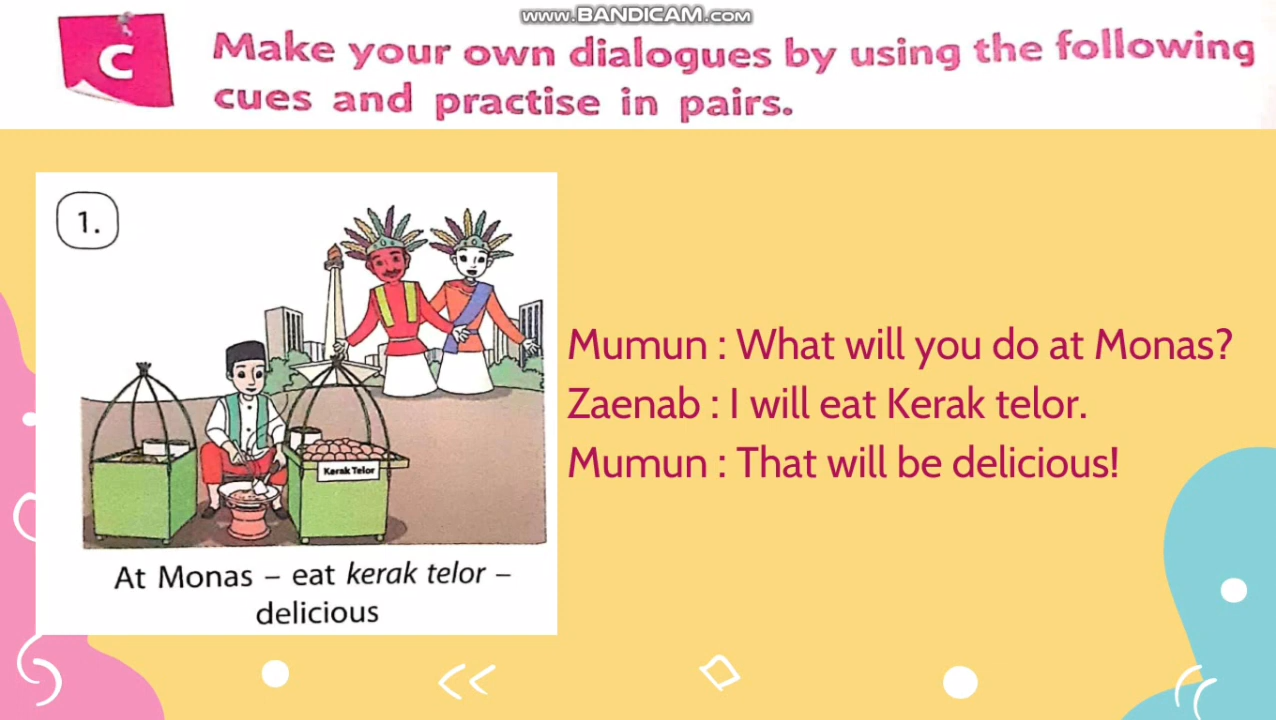 www.BANDICAM.com
C
Make your own dialogues by using the following
cues and practise in pairs.
1.
Kerak Telor
At Monas – eat kerak telor –
delicious
Mumun : What will you do at Monas?
Zaenab : I will eat Kerak telor.
Mumun : That will be delicious!